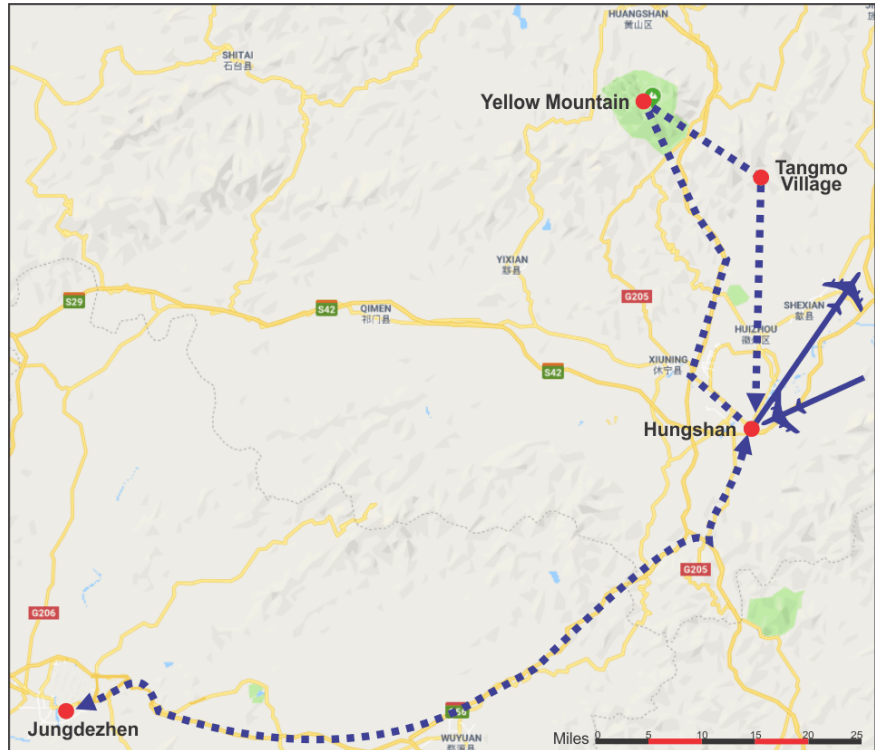 HUANGSHAN
黄山区
SHITAI
石台县
Yellow Mountain
Tangmo
Village
YIXIAN
黟县
S29
S42
QIMEN
祁门县
G205
SHEXIAN
歙县
HUIZHOU
徽州区
XIUNING
休宁县
S42
Hungshan
G205
G206
Jungdezhen
WUYUAN
婺源县
Miles 0 5 10 15 20 25